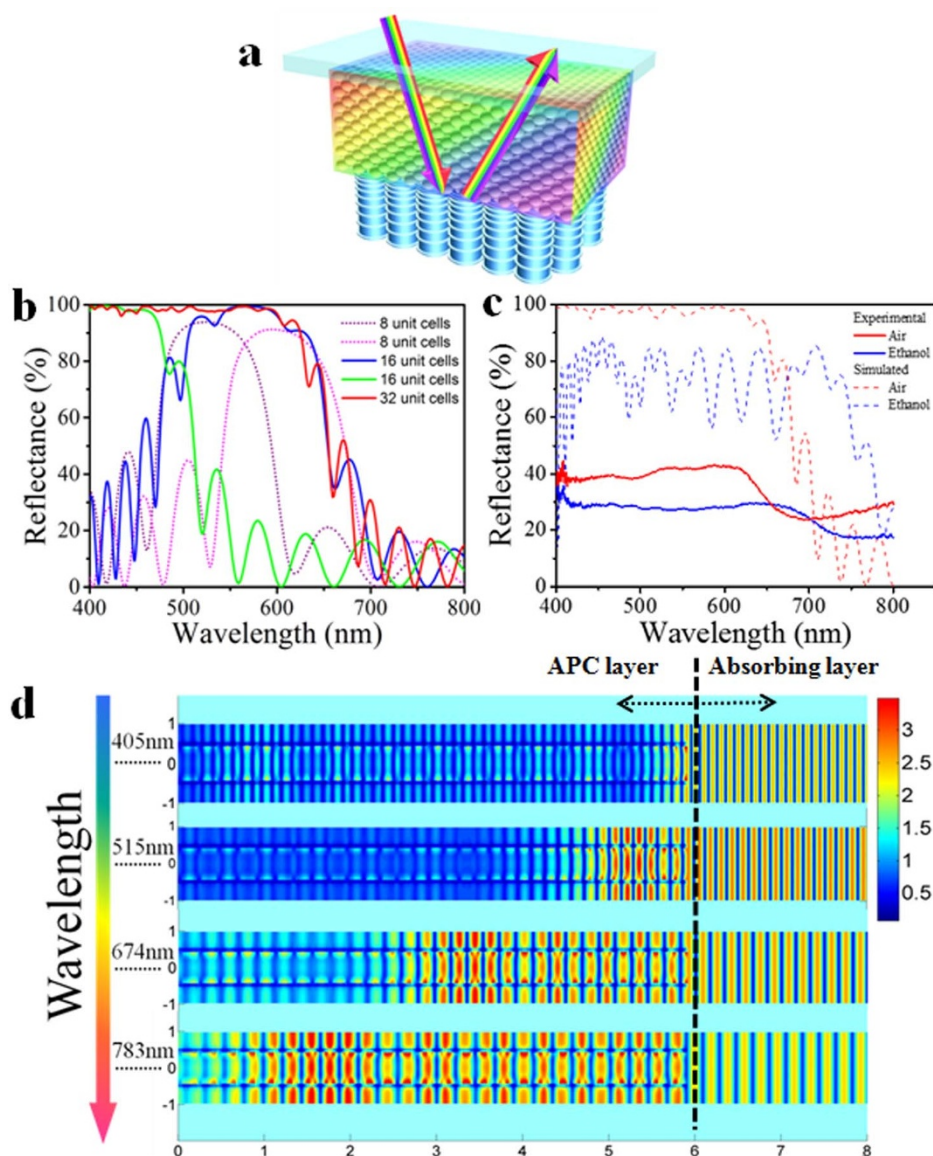 a
b
100
80
60
40
20
0
Reflectance (%)
8 unit cells
8 unit cells
16 unit cells
16 unit cells
32 unit cells
400 500 600 700 800
Wavelength (nm)
c
100
80
60
40
20
0
Reflectance (%)
Experimental
Air
Ethanol
Simulated
Air
Ethanol
400 500 600 700 800
Wavelength (nm)
APC layer
Absorbing layer
d
Wavelength
405nm
515nm
674nm
783nm
1
0
-1
1
0
-1
1
0
-1
1
0
-1
3
2.5
2
1.5
1
0.5
0 1 2 3 4 5 6 7 8